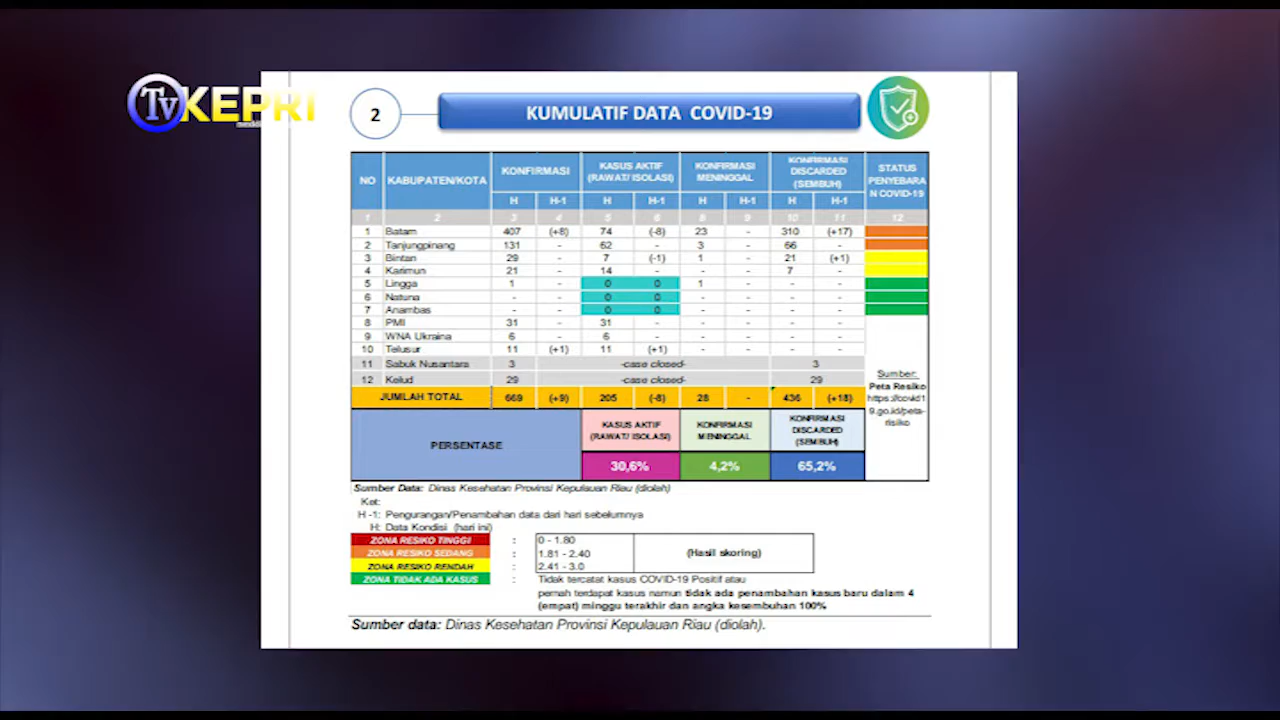 TV KEPRI
2
KUMULATIF DATA COVID-19
NO KABUPATEN/KOTA KONFIRMASI KASUS AKTIF (RAWAT/ ISOLASI) KONFIRMASI MENINGGAL KONFIRMASI DISCARDED (SEMBUH) STATUS PENYEBARA N COVID-19
H H-1 H H-1 H H-1 H H-1
1 2 3 4 5 6 8 9 10 11 12
1 Batam 407 (+8) 74 (-8) 23 - 310 (+17)
2 Tanjungpinang 131 - 62 - 3 - 66 -
3 Bintan 29 - 7 (-1) 1 - 21 (+1)
4 Karimun 21 - 14 - - - 7 -
5 Lingga 1 - 0 0 1 - - -
6 Natuna - - 0 0 - - - -
7 Anambas - - 0 0 - - - -
8 PMI 31 - 31 - - - - -
9 WNA Ukraina 6 - 6 - - - - -
10 Telusur 11 (+1) 11 (+1) - - - -
11 Sabuk Nusantara 3 -case closed- 3
12 Kelud 29 -case closed- 29
JUMLAH TOTAL 669 (+9) 205 (-8) 28 - 436 (+18)
Sumber:
Peta Resiko
https://covid1
9.go.id/peta-
risiko
PERSENTASE KASUS AKTIF (RAWAT/ ISOLASI) KONFIRMASI MENINGGAL KONFIRMASI DISCARDED (SEMBUH)
30,6% 4,2% 65,2%
Sumber Data: Dinas Kesehatan Provinsi Kepulauan Riau (diolah)
Ket:
H -1: Pengurangan/Penambahan data dari hari sebelumnya
H: Data Kondisi (hari ini)
ZONA RESIKO TINGGI : 0 - 1.80
ZONA RESIKO SEDANG : 1.81 - 2.40 (Hasil skoring)
ZONA RESIKO RENDAH : 2.41 - 3.0
ZONA TIDAK ADA KASUS : Tidak tercatat kasus COVID-19 Positif atau
pernah terdapat kasus namun tidak ada penambahan kasus baru dalam 4
(empat) minggu terakhir dan angka kesembuhan 100%
Sumber data: Dinas Kesehatan Provinsi Kepulauan Riau (diolah).